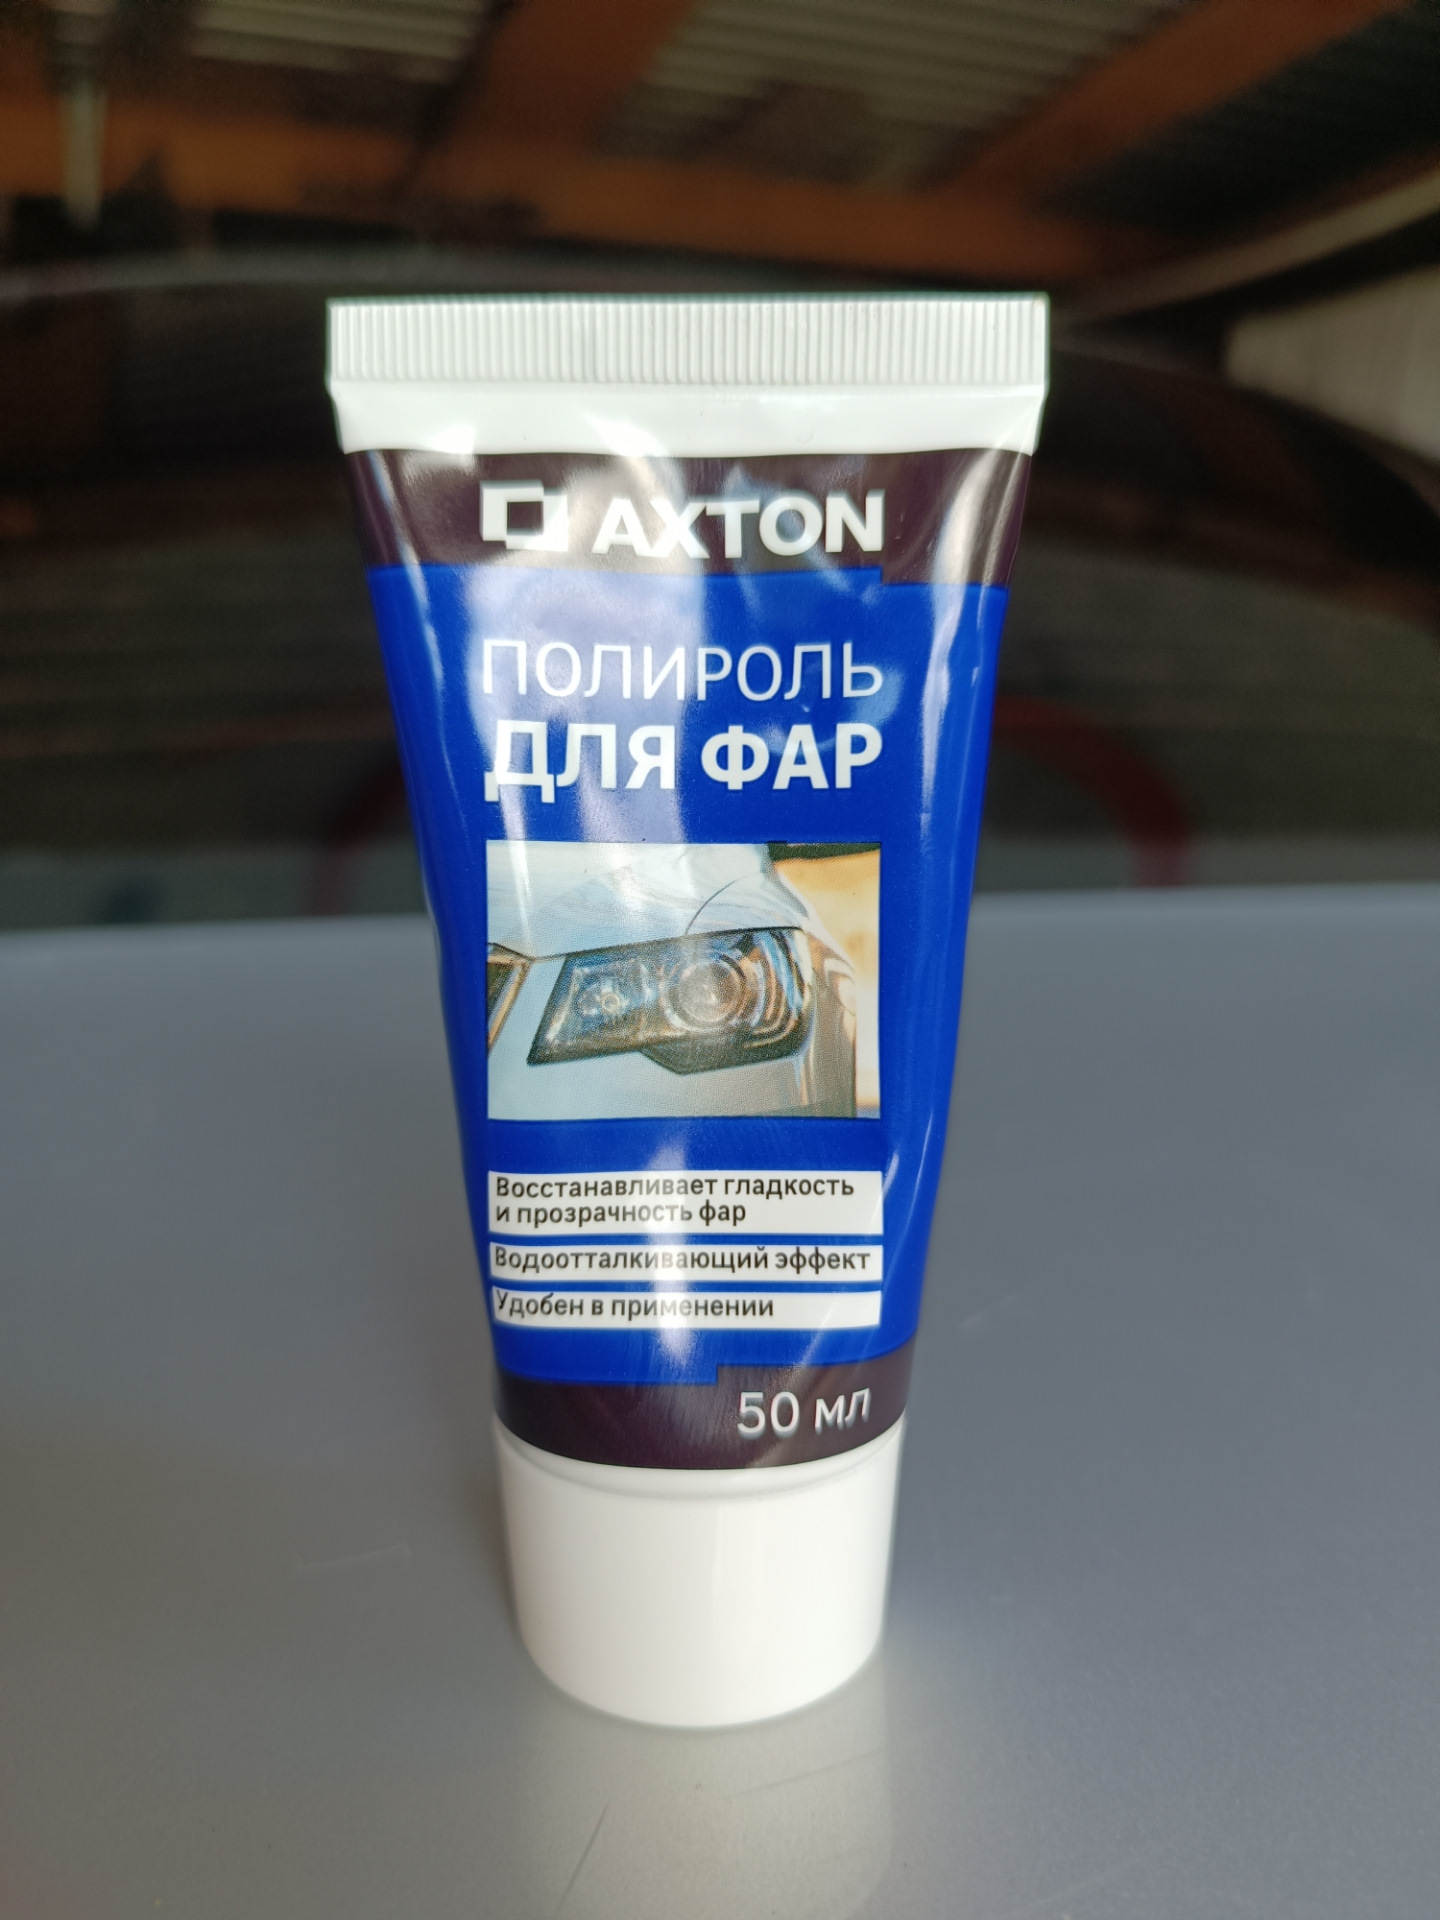 AXTON
ПОЛИРОЛЬ
ДЛЯ ФАР
Восстанавливает гладкость
и прозрачность фар
Водоотталкивающий эффект
Удобен в применении
50 мл